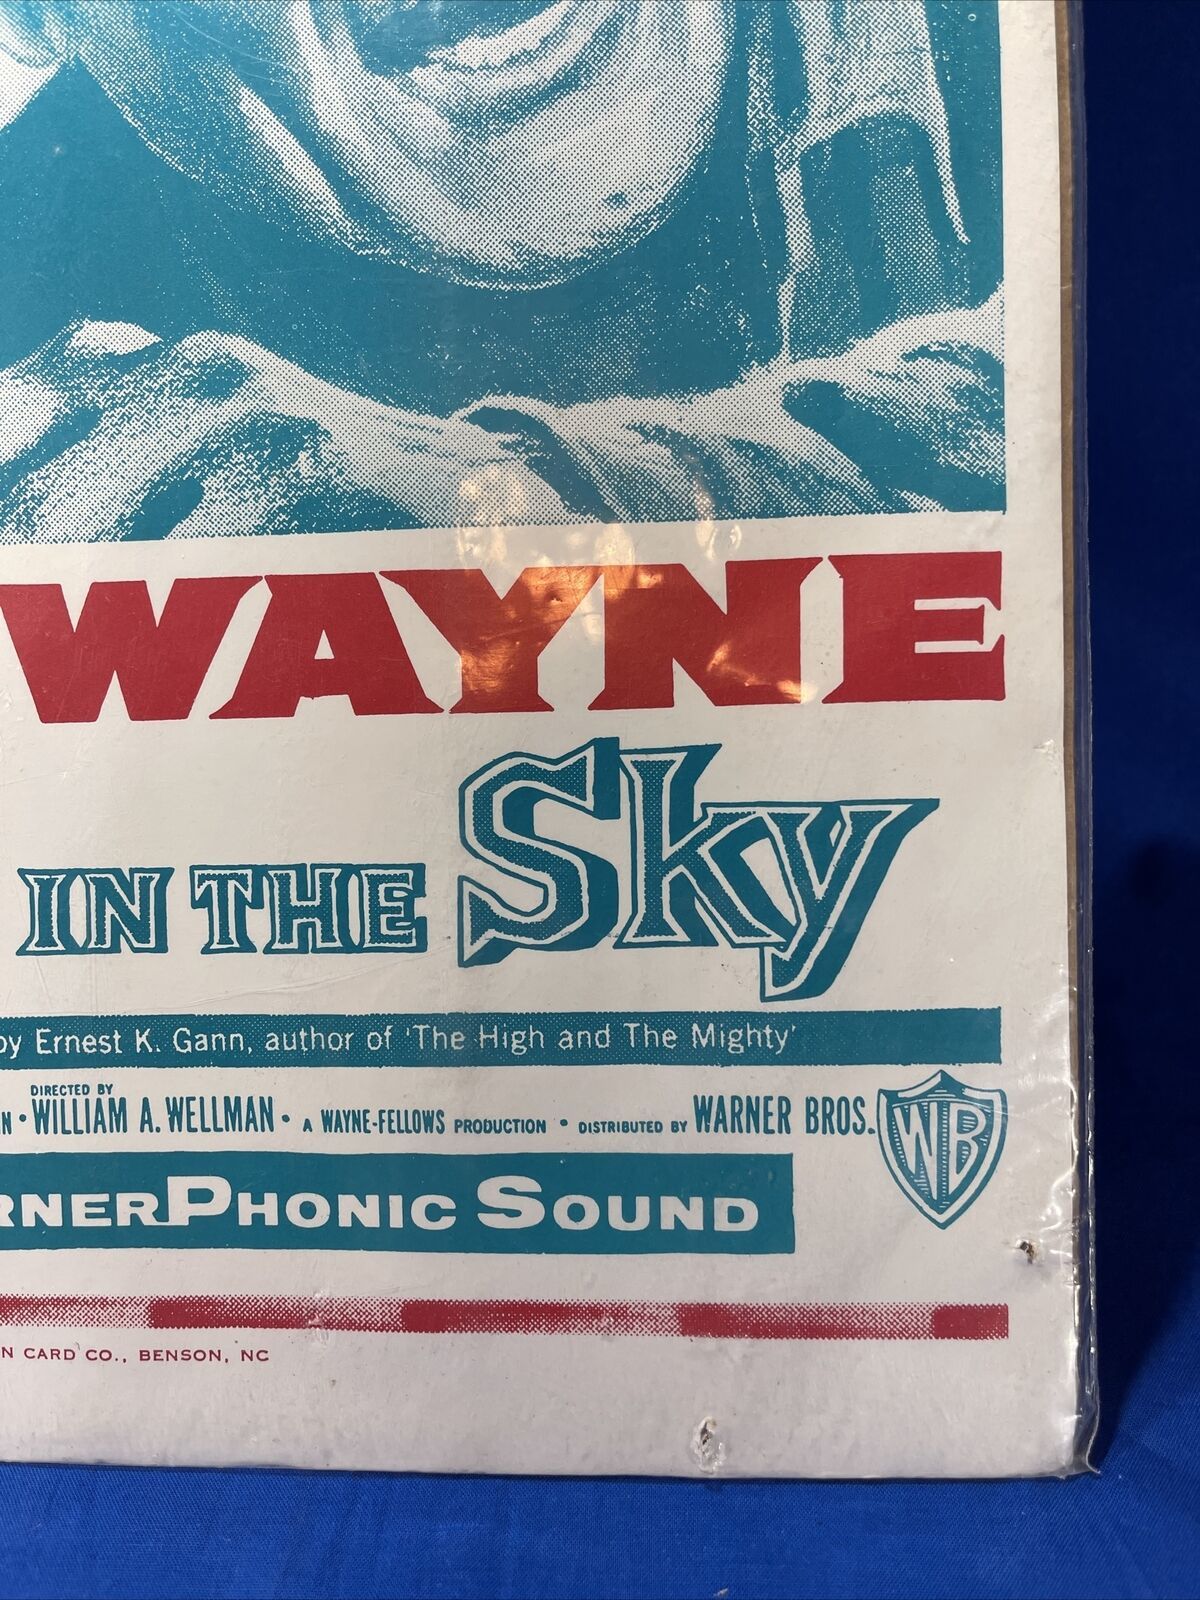 WAYNE
IN THE Sky
by Ernest K. Gann, author of 'The High and The Mighty'
N • DIRECTED BY WILLIAM A. WELLMAN • A WAYNE-FELLOWS PRODUCTION • DISTRIBUTED BY WARNER BROS.
WB
RNERPHONIC SOUND
N CARD CO., BENSON, NC